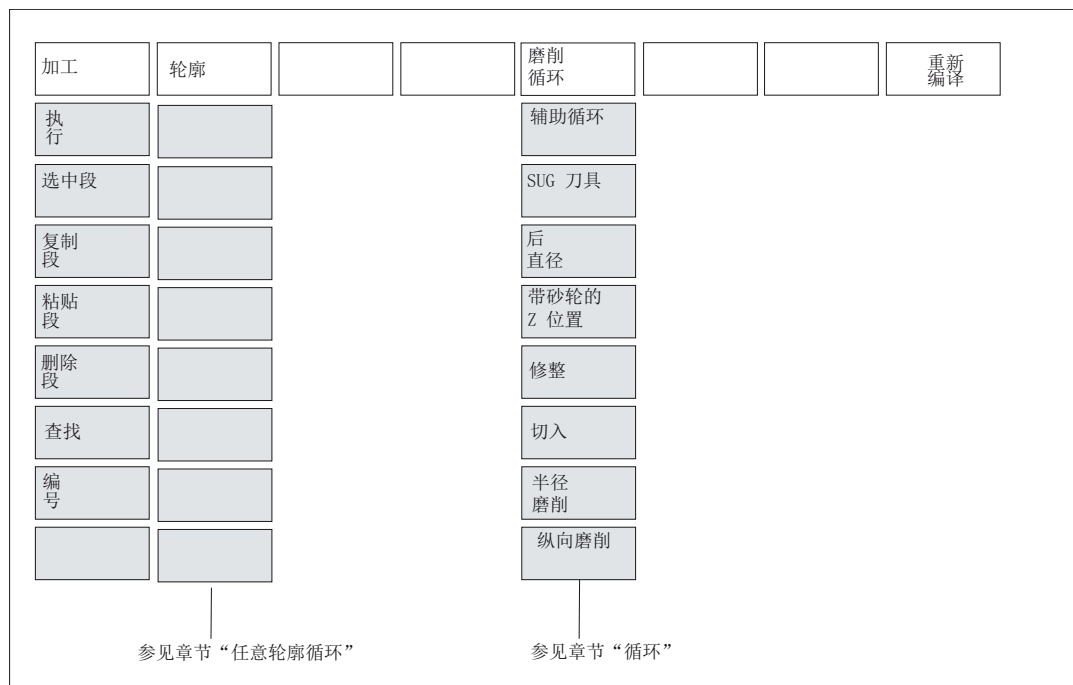 加工
轮廓
磨削
循环
重新
编译
执
行
选中段
复制
段
粘贴
段
删除
段
查找
编
号
辅助循环
SUG 刀具
后
直径
带砂轮的
Z 位置
修整
切入
半径
磨削
纵向磨削
参见章节“任意轮廓循环”
参见章节“循环”